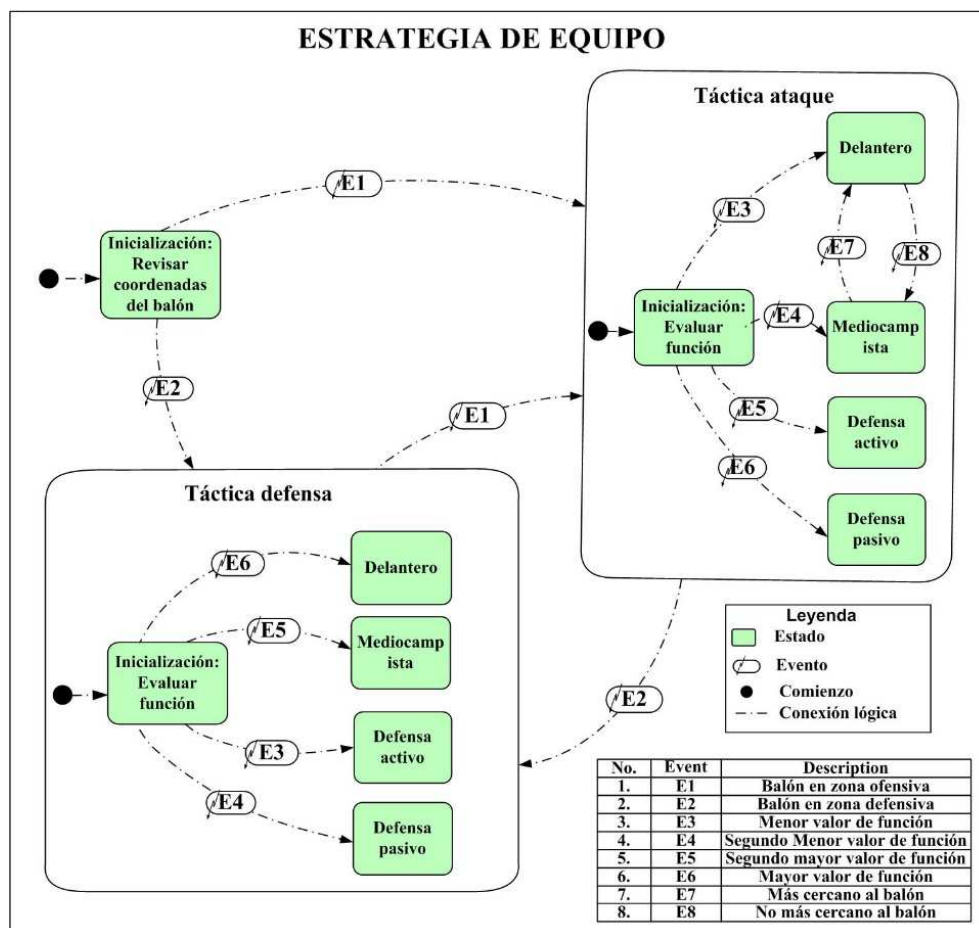 ESTRATEGIA DE EQUIPO
Táctica ataque
Delantero
E1
E3
E7
E8
Inicialización:
Revisar
coordenadas
del balón
Inicialización:
Evaluar
función
E4
Mediocamp
ista
E2
E1
E5
Defensa
activo
E6
Defensa
pasivo
Táctica defensa
E6
Delantero
E5
Mediocamp
ista
Inicialización:
Evaluar
función
E3
Defensa
activo
E4
Defensa
pasivo
E2
Leyenda
Estado
Evento
Comienzo
Conexión lógica
No. Event Description
1. E1 Balón en zona ofensiva
2. E2 Balón en zona defensiva
3. E3 Menor valor de función
4. E4 Segundo Menor valor de función
5. E5 Segundo mayor valor de función
6. E6 Mayor valor de función
7. E7 Más cercano al balón
8. E8 No más cercano al balón